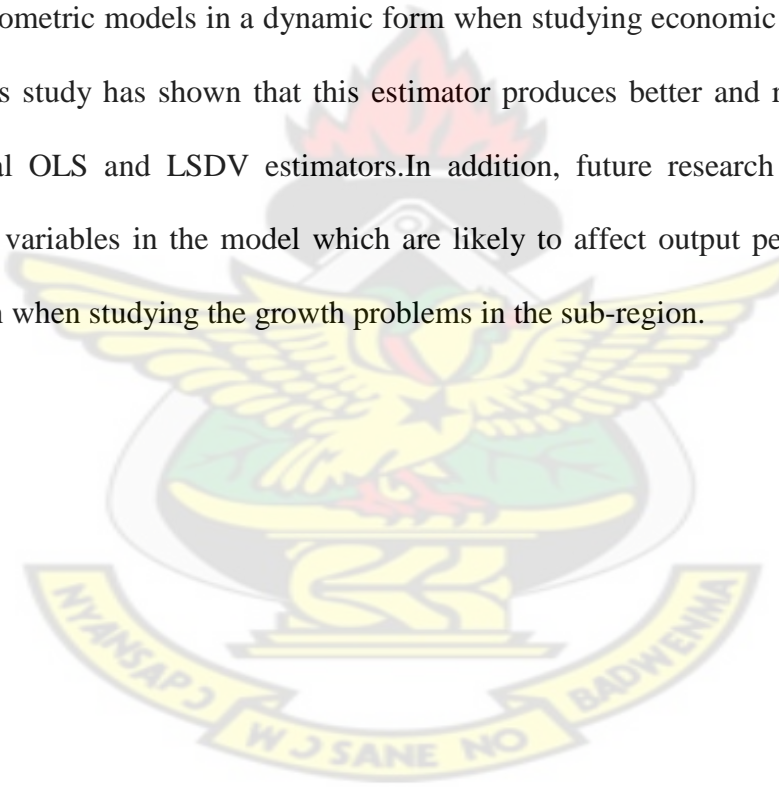 ometric models in a dynamic form when studying economic
s study has shown that this estimator produces better and
al OLS and LSDV estimators.In addition, future research
variables in the model which are likely to affect output pe
when studying the growth problems in the sub-region.
NYANSAPƆ
WƆ SANE NO
BADWENMA